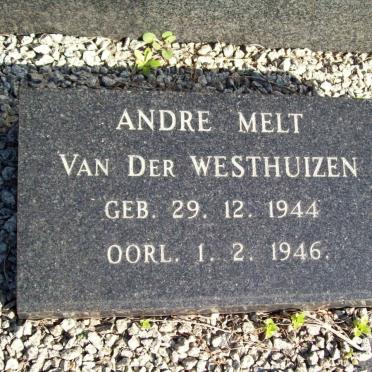 ANDRE MELT
VAN DER WESTHUIZEN
GEB. 29. 12. 1944
OORL. 1. 2. 1946.